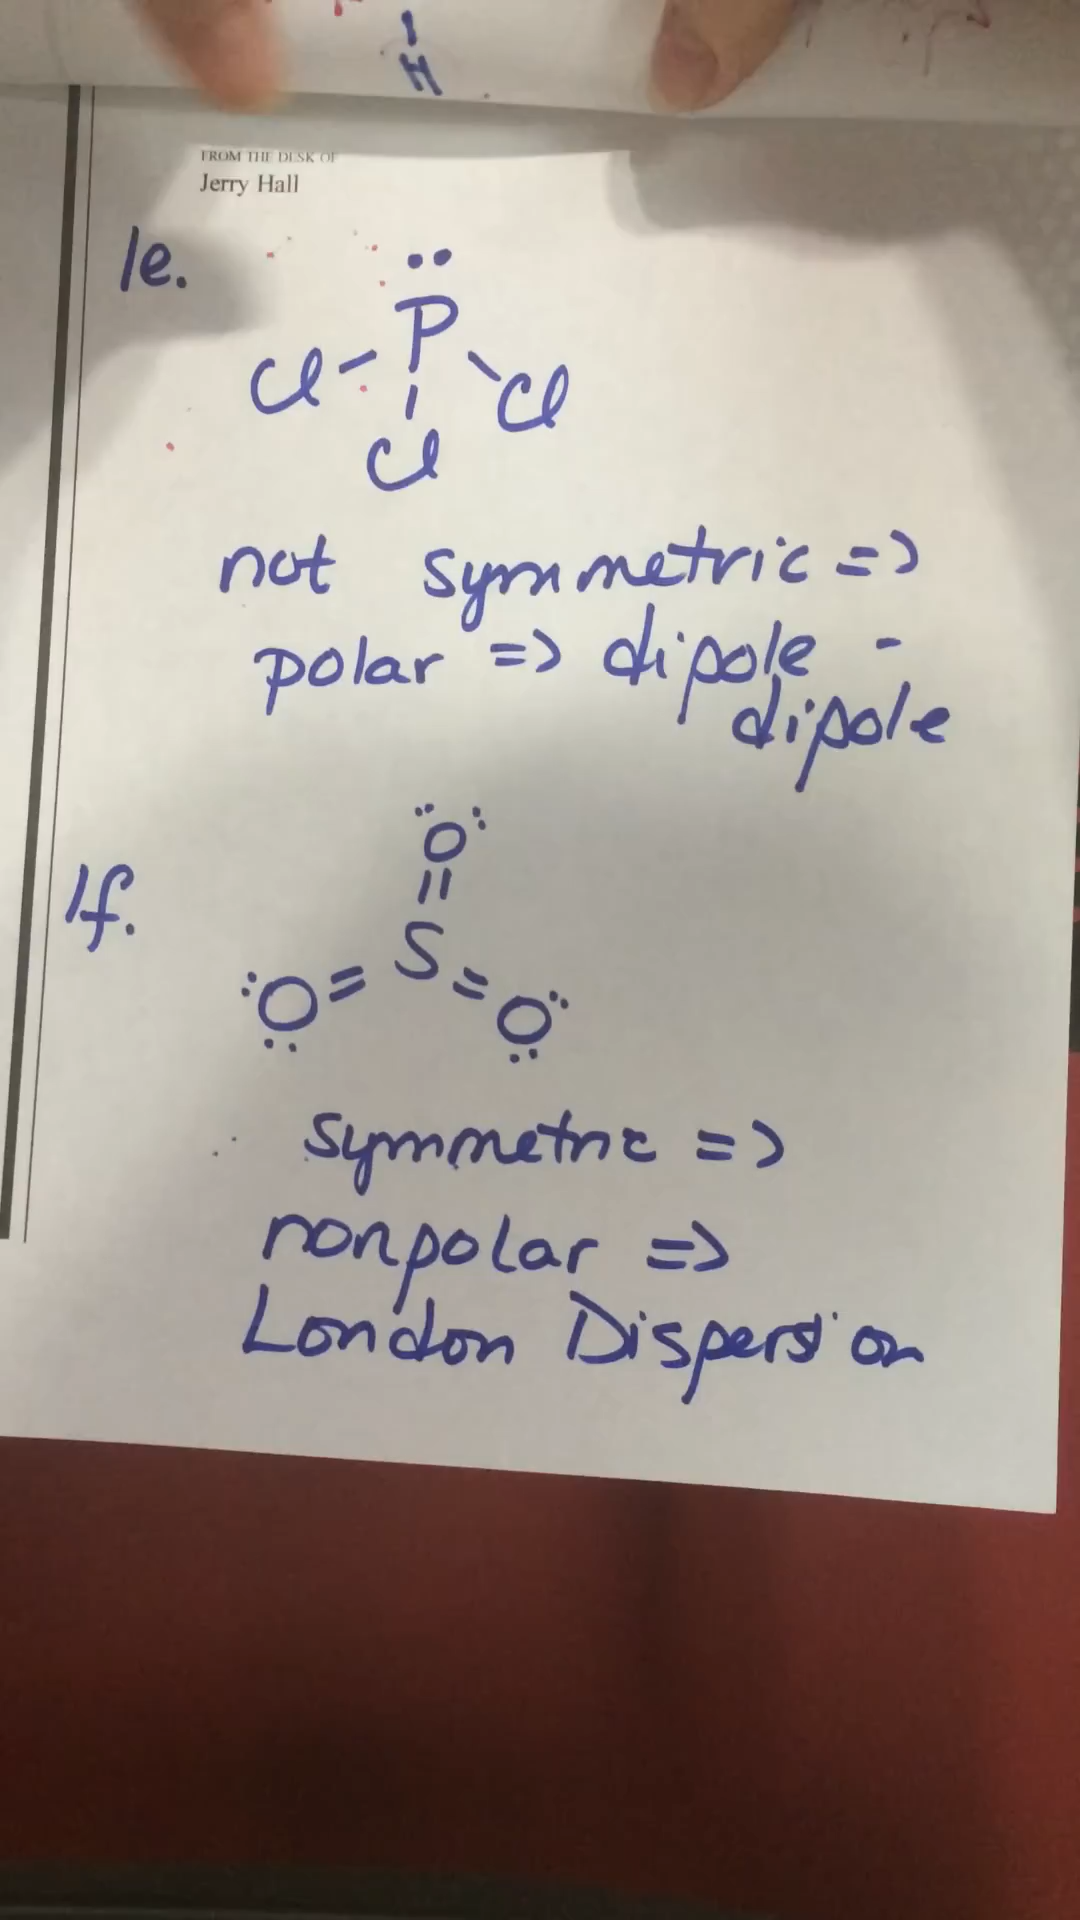 H
FROM THE DESK OF
Jerry Hall
1e.
P
Cl - P - Cl
Cl
not symmetric =>
polar => dipole -
dipole
1f.
O
S
O = S = O
symmetric =>
nonpolar =>
London Dispersion